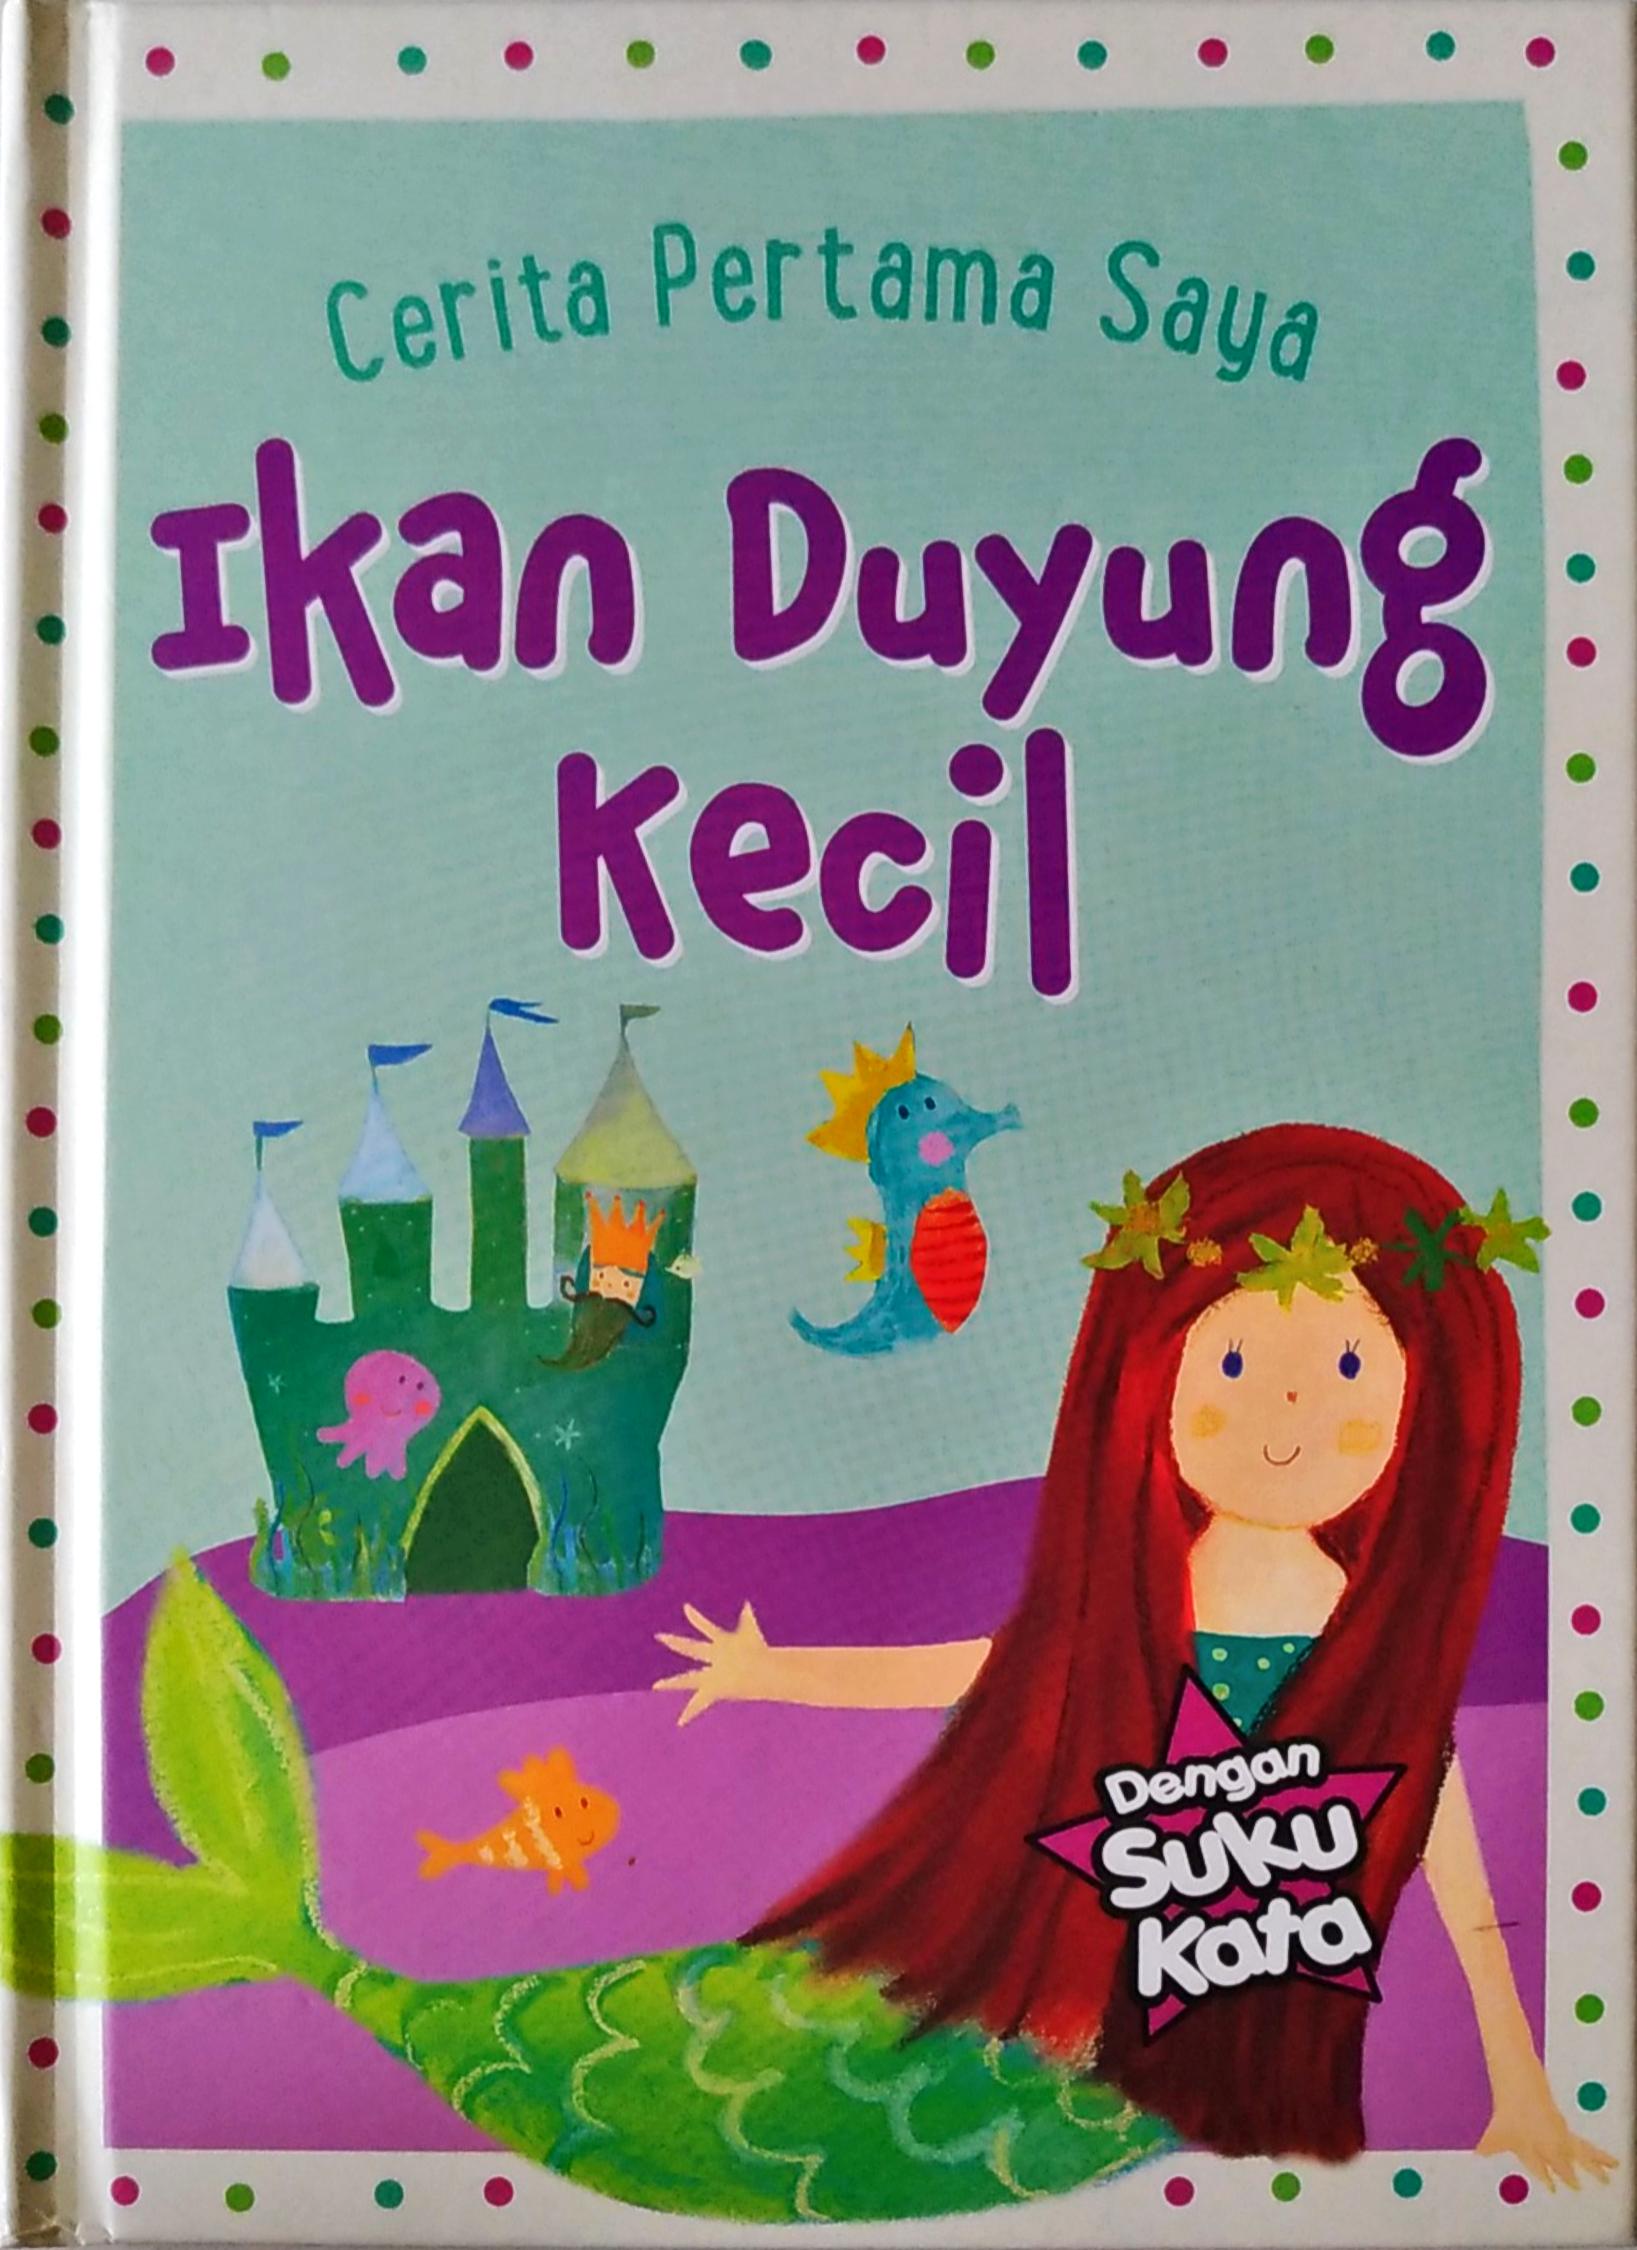 Cerita Pertama Saya
Ikan Duyung
Kecil
Dengan
Suku
Kata